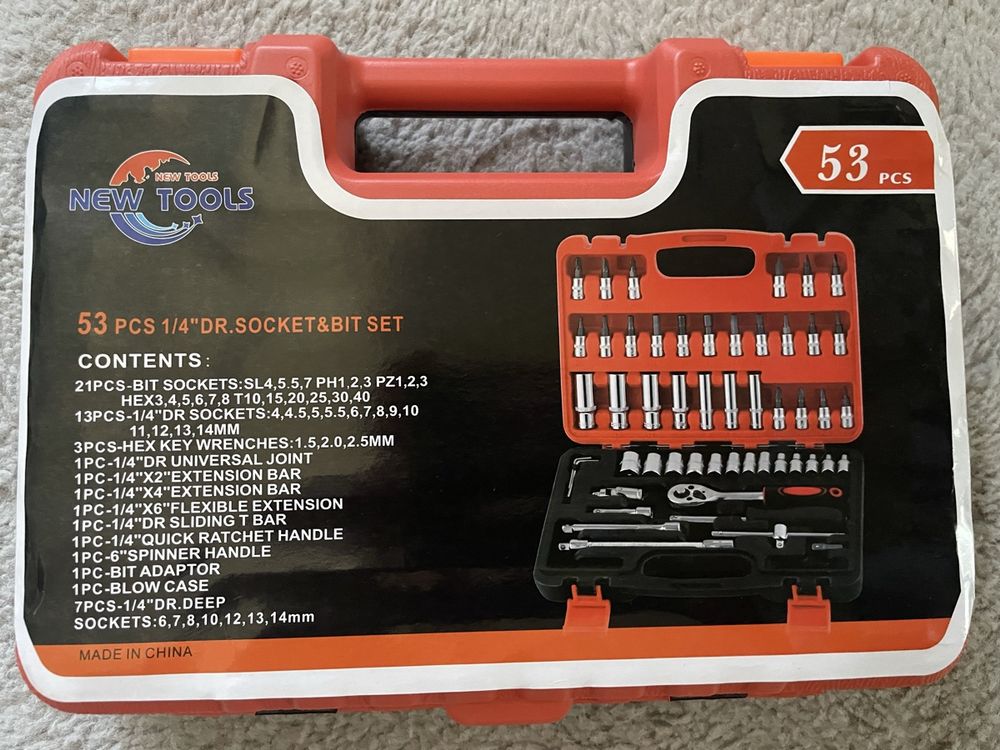 NEW TOOLS
NEW TOOLS
53 PCS
53 PCS 1/4"DR.SOCKET&BIT SET
CONTENTS:
21PCS-BIT SOCKETS:SL4,5.5,7 PH1,2,3 PZ1,2,3
HEX3,4,5,6,7,8 T10,15,20,25,30,40
13PCS-1/4"DR SOCKETS:4,4.5,5,5.5,6,7,8,9,10
11,12,13,14MM
3PCS-HEX KEY WRENCHES:1.5,2.0,2.5MM
1PC-1/4"DR UNIVERSAL JOINT
1PC-1/4"X2"EXTENSION BAR
1PC-1/4"X4"EXTENSION BAR
1PC-1/4"X6"FLEXIBLE EXTENSION
1PC-1/4"DR SLIDING T BAR
1PC-1/4"QUICK RATCHET HANDLE
1PC-6"SPINNER HANDLE
1PC-BIT ADAPTOR
1PC-BLOW CASE
7PCS-1/4"DR.DEEP
SOCKETS:6,7,8,10,12,13,14mm
MADE IN CHINA